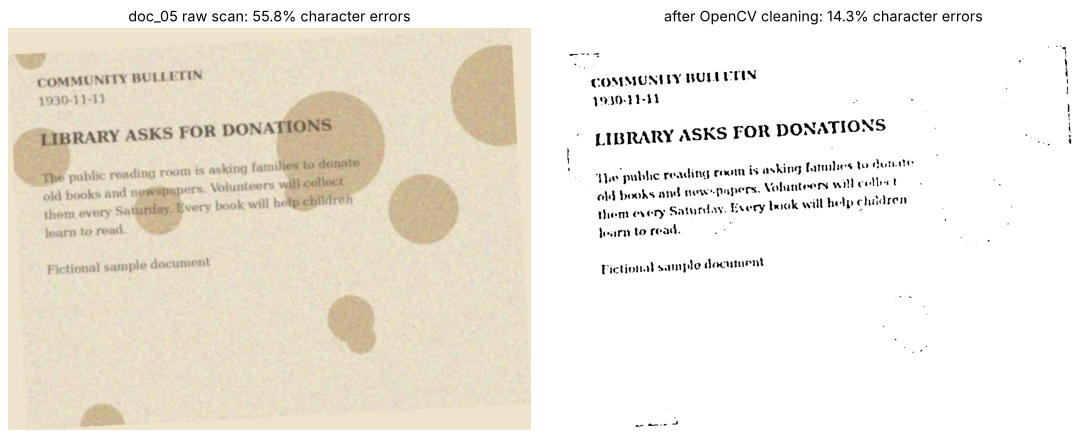 doc_05 raw scan: 55.8% character errors
COMMUNITY BULLETIN
1930-11-11
LIBRARY ASKS FOR DONATIONS
The public reading room is asking families to donate
old books and newspapers. Volunteers will collect
them every Saturday. Every book will help children
learn to read.
Fictional sample document
after OpenCV cleaning: 14.3% character errors
COMMUNITY BULLETIN
1930-11-11
LIBRARY ASKS FOR DONATIONS
The public reading room is asking families to donate
old books and newspapers. Volunteers will collect
them every Saturday. Every book will help children
learn to read.
Fictional sample document